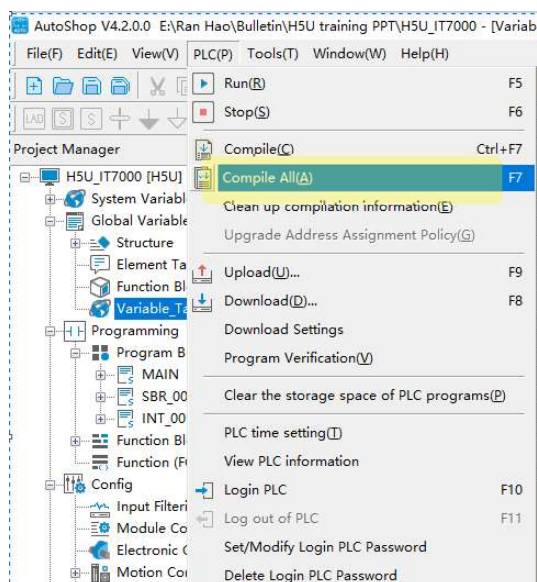 AutoShop V4.2.0.0 E:\Ran Hao\Bulletin\H5U training PPT\H5U_IT7000 - [Variab
File(F) Edit(E) View(V) PLC(P) Tools(T) Window(W) Help(H)
Run(R) F5
LAD S S Stop(S) F6
Project Manager Compile(C) Ctrl+F7
H5U_IT7000 [H5U] Compile All(A) F7
System Variabl Clean up compilation information(E)
Global Variable Upgrade Address Assignment Policy(G)
Structure
Element Ta Upload(U)... F9
Function Bl
Variable_Ta Download(D)... F8
Programming Download Settings
Program B Program Verification(V)
MAIN
SBR_00 Clear the storage space of PLC programs(P)
INT_00
Function Bl PLC time setting(T)
Function (F View PLC information
Config Login PLC F10
Input Filteri
Module Co Log out of PLC F11
Electronic C Set/Modify Login PLC Password
Motion Con Delete Login PLC Password